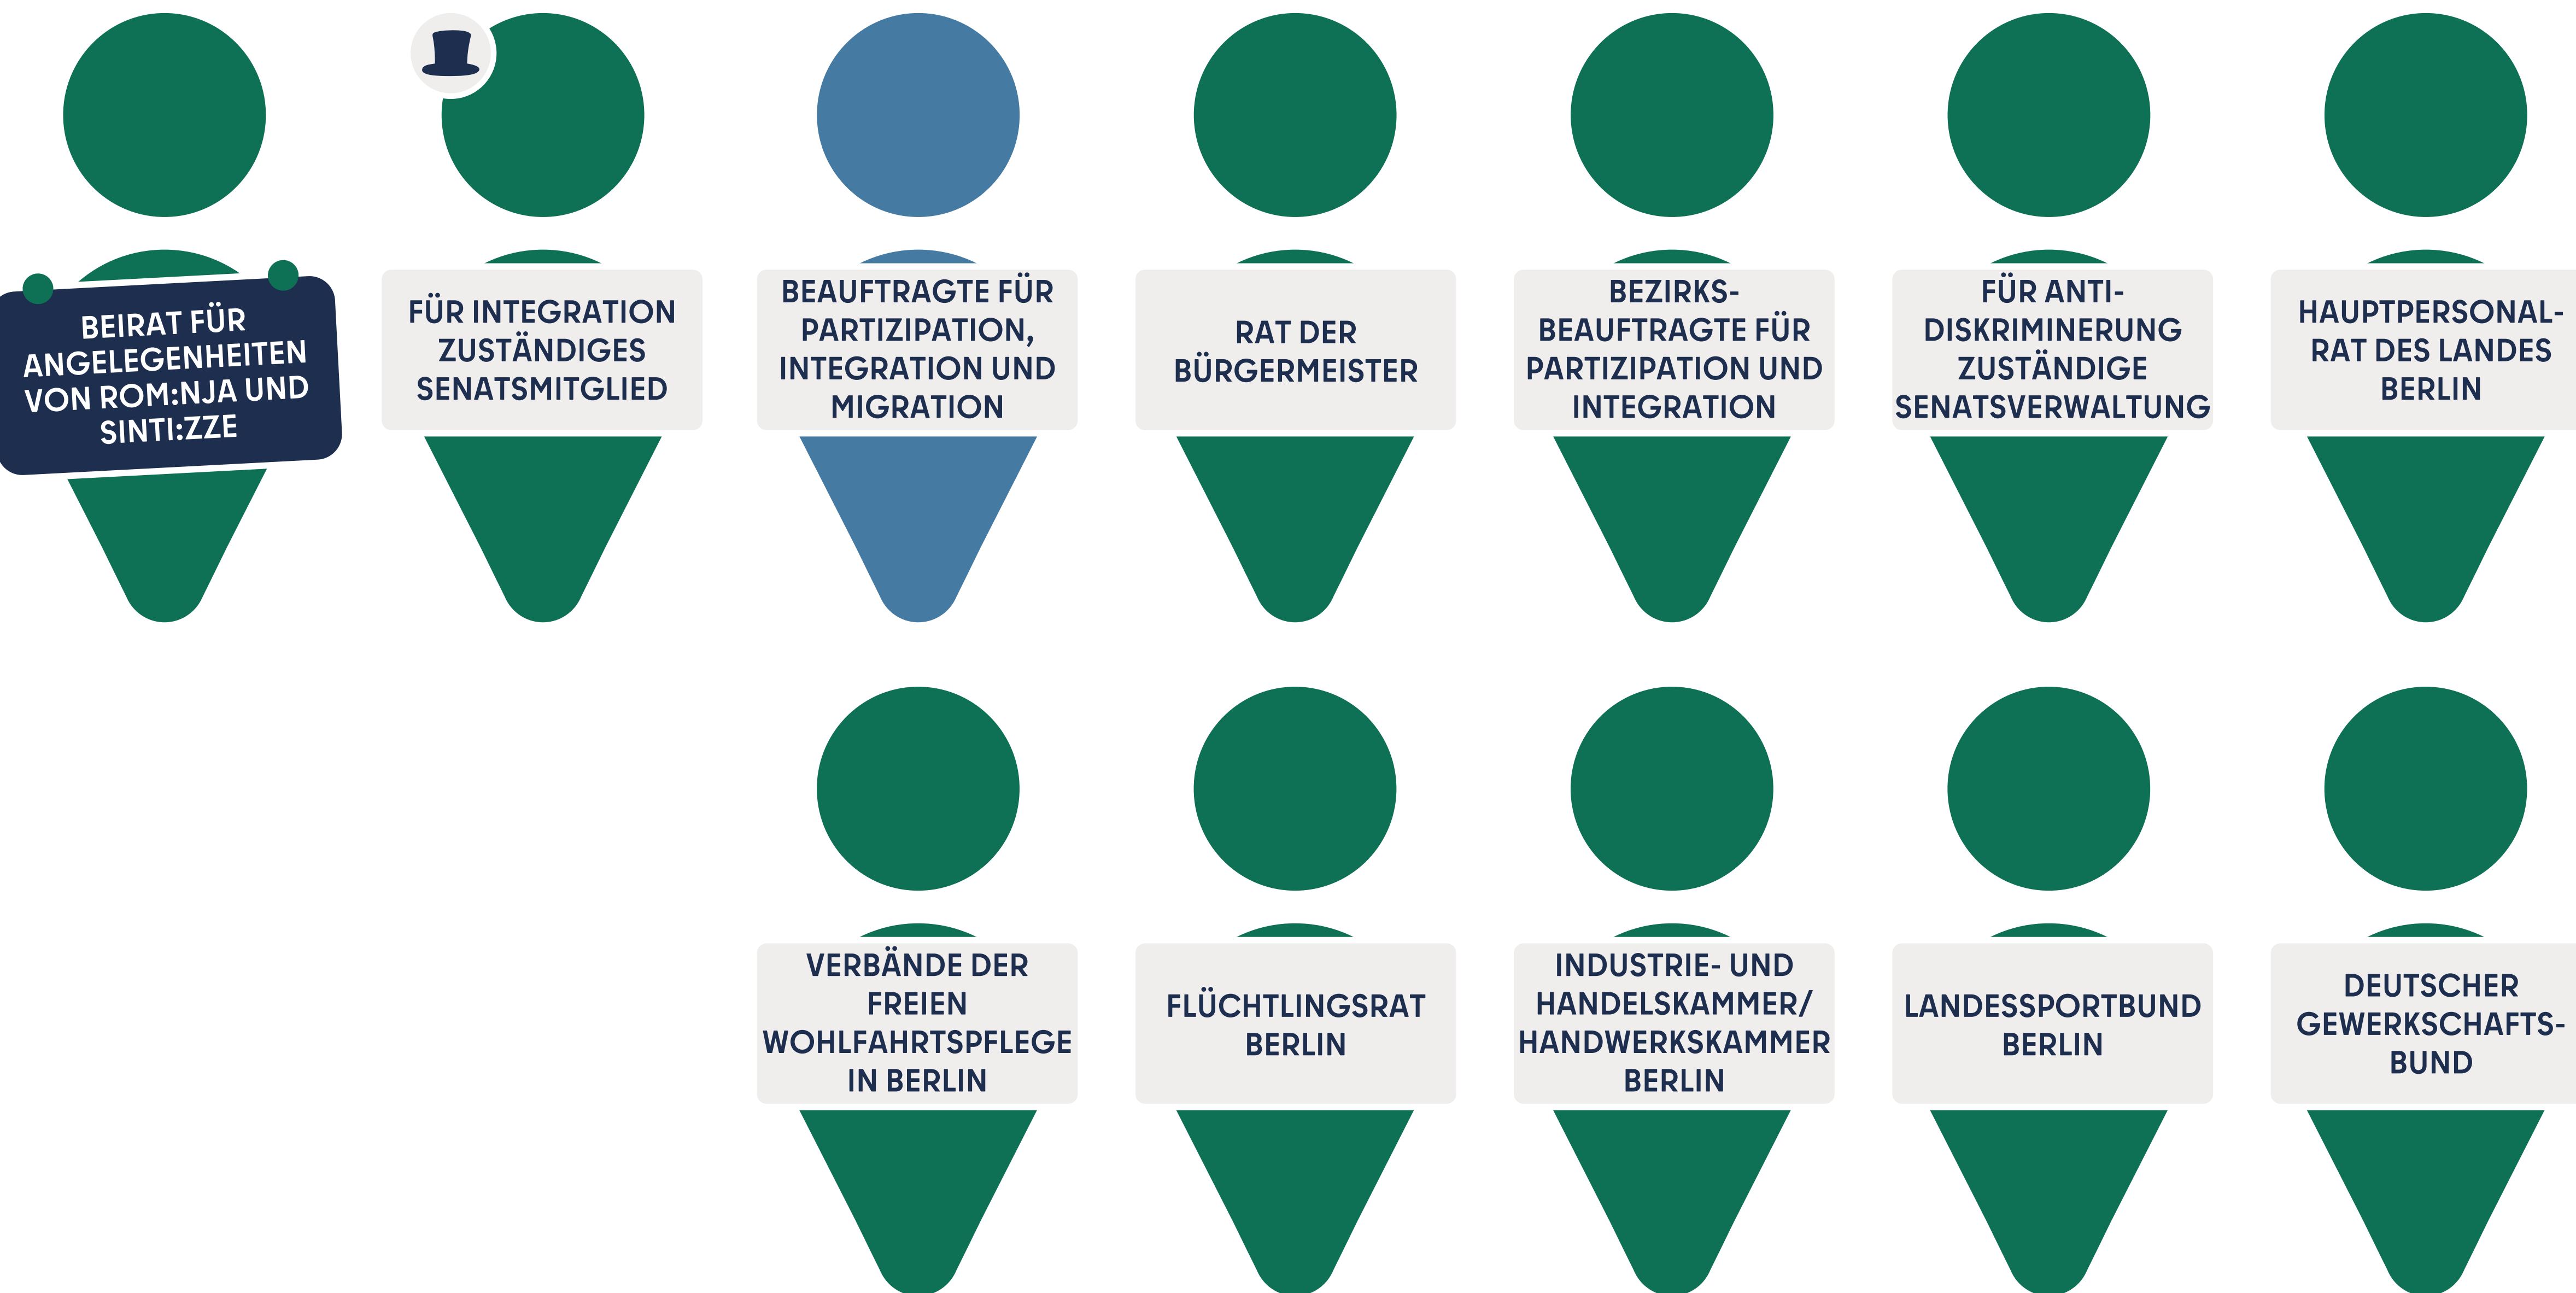 BEIRAT FÜR
ANGELEGENHEITEN
VON ROM:NJA UND
SINTI:ZZE
FÜR INTEGRATION
ZUSTÄNDIGES
SENATSMITGLIED
BEAUFTRAGTE FÜR
PARTIZIPATION,
INTEGRATION UND
MIGRATION
RAT DER
BÜRGERMEISTER
BEZIRKS-
BEAUFTRAGTE FÜR
PARTIZIPATION UND
INTEGRATION
FÜR ANTI-
DISKRIMINERUNG
ZUSTÄNDIGE
SENATSVERWALTUNG
HAUPTPERSONAL-
RAT DES LANDES
BERLIN
VERBÄNDE DER
FREIEN
WOHLFAHRTSPFLEGE
IN BERLIN
FLÜCHTLINGSRAT
BERLIN
INDUSTRIE- UND
HANDELSKAMMER/
HANDWERKSKAMMER
BERLIN
LANDESSPORTBUND
BERLIN
DEUTSCHER
GEWERKSCHAFTS-
BUND